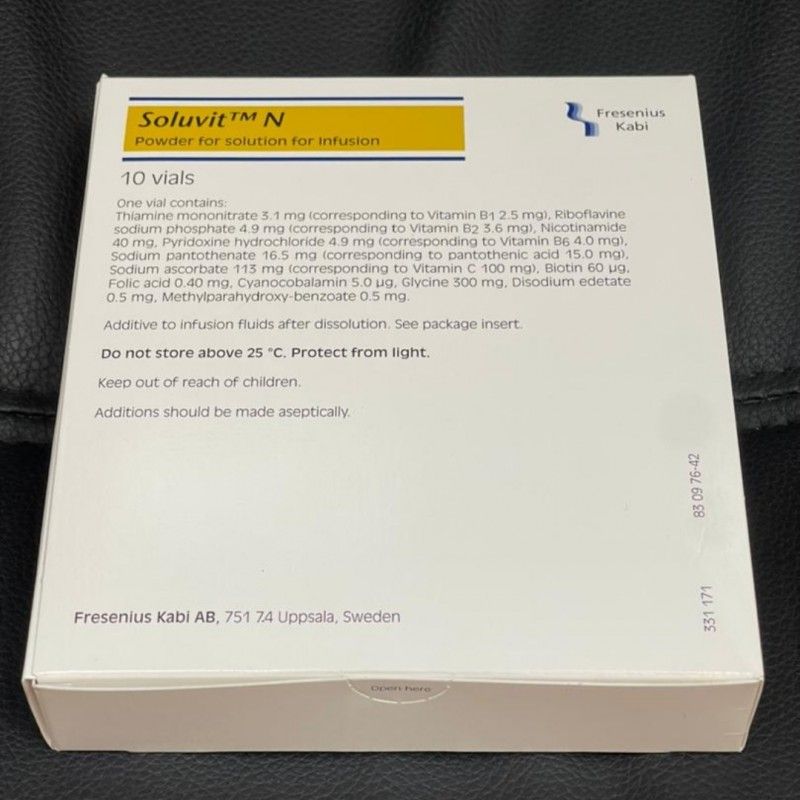 Soluvit™ N
Powder for solution for infusion
Fresenius
Kabi
10 vials
One vial contains:
Thiamine mononitrate 3.1 mg (corresponding to Vitamin B1 2.5 mg), Riboflavine
sodium phosphate 4.9 mg (corresponding to Vitamin B2 3.6 mg), Nicotinamide
40 mg, Pyridoxine hydrochloride 4.9 mg (corresponding to Vitamin B6 4.0 mg),
Sodium pantothenate 16.5 mg (corresponding to pantothenic acid 15.0 mg),
Sodium ascorbate 113 mg (corresponding to Vitamin C 100 mg), Biotin 60 µg,
Folic acid 0.40 mg, Cyanocobalamin 5.0 µg, Glycine 300 mg, Disodium edetate
0.5 mg, Methylparahydroxy-benzoate 0.5 mg.
Additive to infusion fluids after dissolution. See package insert.
Do not store above 25 °C. Protect from light.
Keep out of reach of children.
Additions should be made aseptically.
83 09 76-42
331 171
Fresenius Kabi AB, 751 74 Uppsala, Sweden
Open here